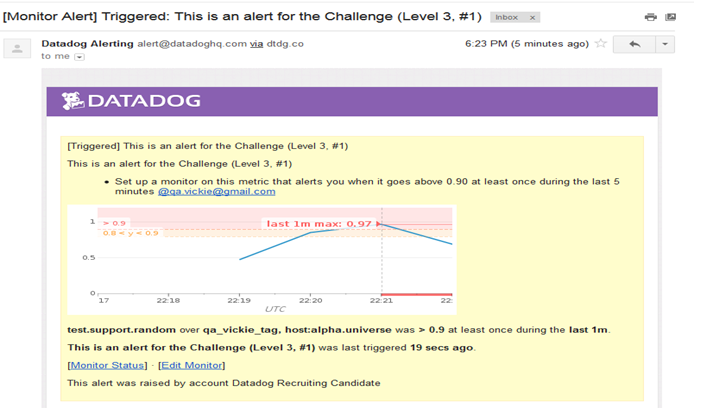 [Monitor Alert] Triggered: This is an alert for the Challenge (Level 3, #1)
Inbox x
Datadog Alerting alert@datadoghq.com via dtdg.co
6:23 PM (5 minutes ago)
to me
DATADOG
[Triggered] This is an alert for the Challenge (Level 3, #1)
This is an alert for the Challenge (Level 3, #1)
• Set up a monitor on this metric that alerts you when it goes above 0.90 at least once during the last 5
minutes @qa.vickie@gmail.com
1
> 0.9
last 1m max: 0.97
0.8 < y < 0.9
0.5
0
17 22:18 22:19 22:20 22:21 22:
UTC
test.support.random over qa_vickie_tag, host:alpha.universe was > 0.9 at least once during the last 1m.
This is an alert for the Challenge (Level 3, #1) was last triggered 19 secs ago.
[Monitor Status] · [Edit Monitor]
This alert was raised by account Datadog Recruiting Candidate